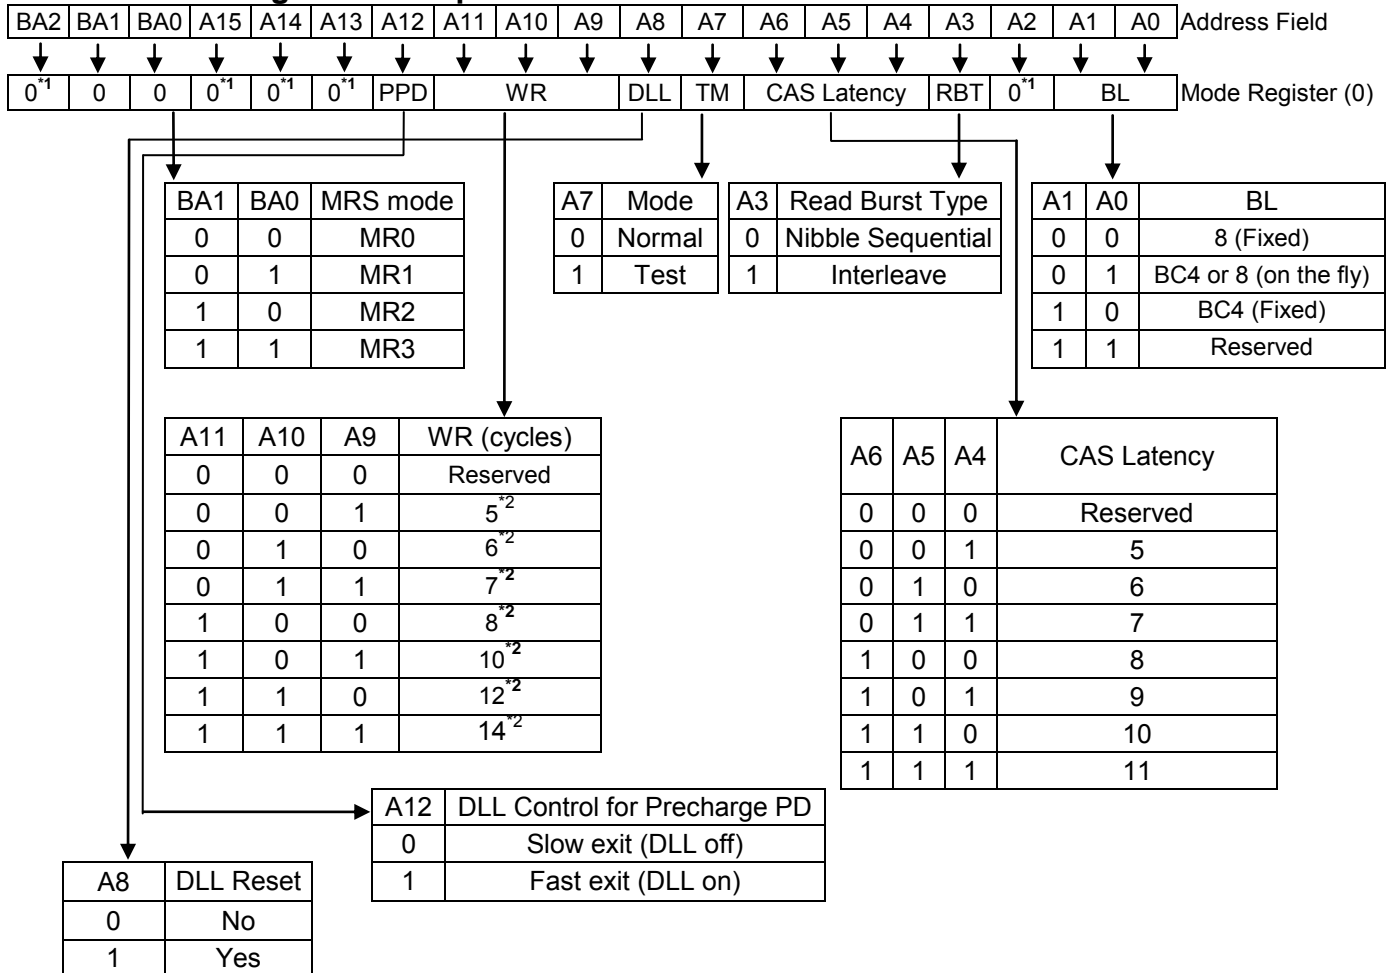 BA2 BA1 BA0 A15 A14 A13 A12 A11 A10 A9 A8 A7 A6 A5 A4 A3 A2 A1 A0 Address Field
0*1 0 0 0*1 0*1 0*1 PPD WR DLL TM CAS Latency RBT 0*1 BL Mode Register (0)
BA1 BA0 MRS mode
0 0 MR0
0 1 MR1
1 0 MR2
1 1 MR3
A7 Mode
0 Normal
1 Test
A3 Read Burst Type
0 Nibble Sequential
1 Interleave
A1 A0 BL
0 0 8 (Fixed)
0 1 BC4 or 8 (on the fly)
1 0 BC4 (Fixed)
1 1 Reserved
A11 A10 A9 WR (cycles)
0 0 0 Reserved
0 0 1 5*2
0 1 0 6*2
0 1 1 7*2
1 0 0 8*2
1 0 1 10*2
1 1 0 12*2
1 1 1 14*2
A6 A5 A4 CAS Latency
0 0 0 Reserved
0 0 1 5
0 1 0 6
0 1 1 7
1 0 0 8
1 0 1 9
1 1 0 10
1 1 1 11
A12 DLL Control for Precharge PD
0 Slow exit (DLL off)
1 Fast exit (DLL on)
A8 DLL Reset
0 No
1 Yes